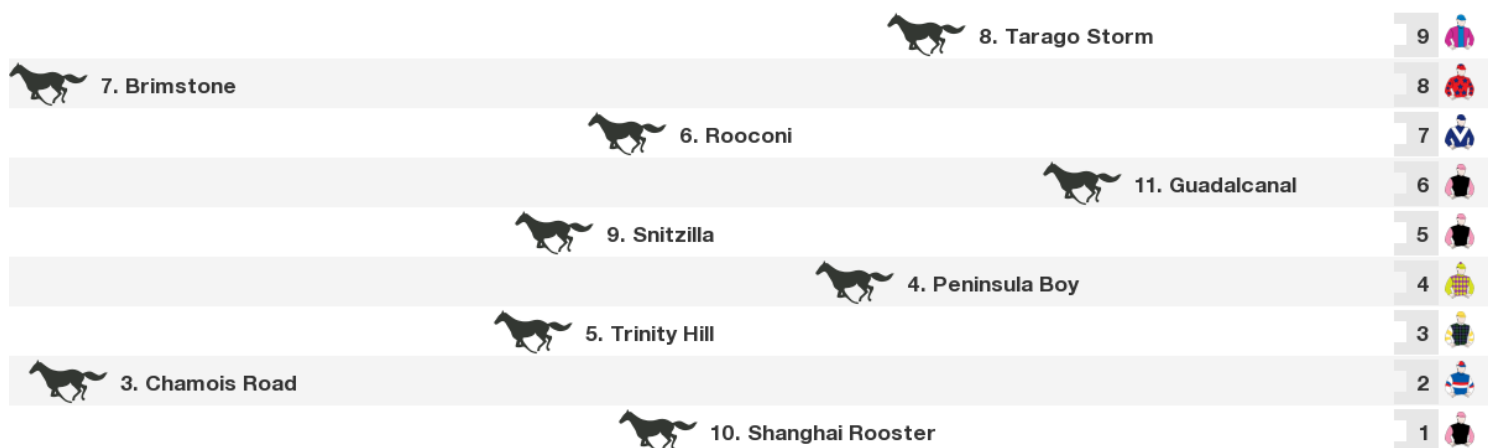 8. Tarago Storm 9
7. Brimstone 8
6. Rooconi 7
11. Guadalcanal 6
9. Snitzilla 5
4. Peninsula Boy 4
5. Trinity Hill 3
3. Chamois Road 2
10. Shanghai Rooster 1